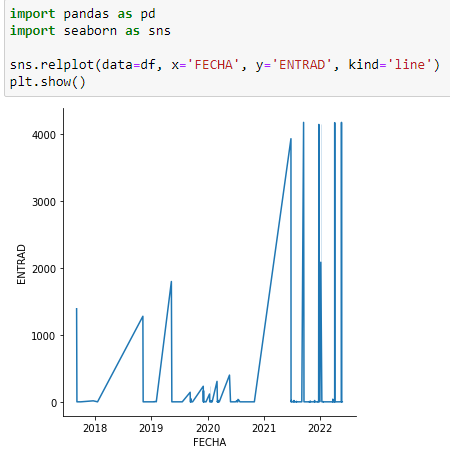 import pandas as pd
import seaborn as sns
sns.relplot(data=df, x='FECHA', y='ENTRAD', kind='line')
plt.show()
4000
3000
2000
1000
0
ENTRAD
2018 2019 2020 2021 2022
FECHA